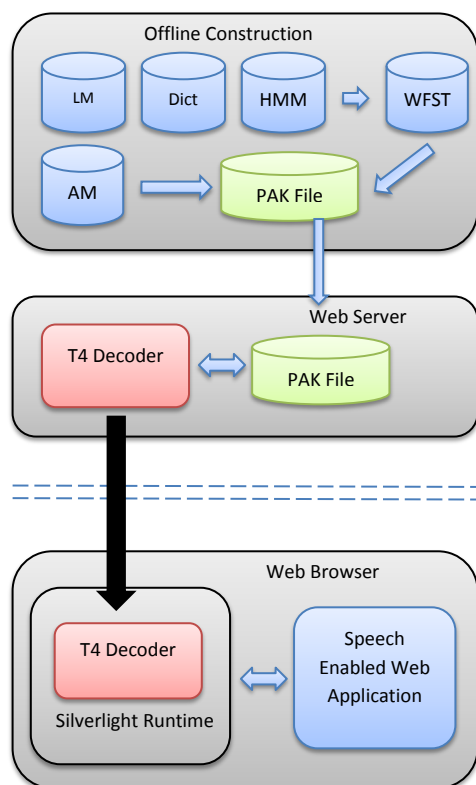 Offline Construction
LM
Dict
HMM
WFST
AM
PAK File
Web Server
T4 Decoder
PAK File
Web Browser
T4 Decoder
Silverlight Runtime
Speech
Enabled Web
Application